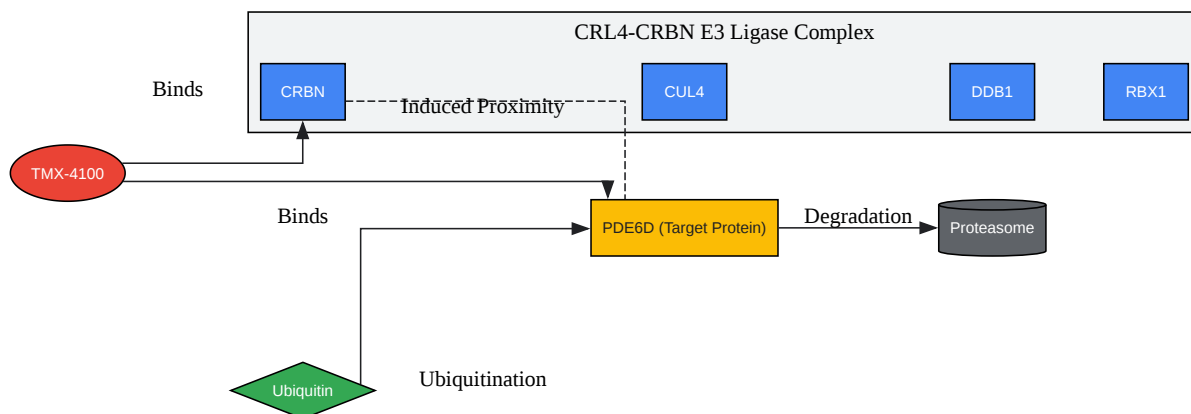 CRL4-CRBN E3 Ligase Complex
Binds
CRBN
Induced Proximity
CUL4
DDB1
RBX1
TMX-4100
Binds
PDE6D (Target Protein)
Degradation
Proteasome
Ubiquitin
Ubiquitination